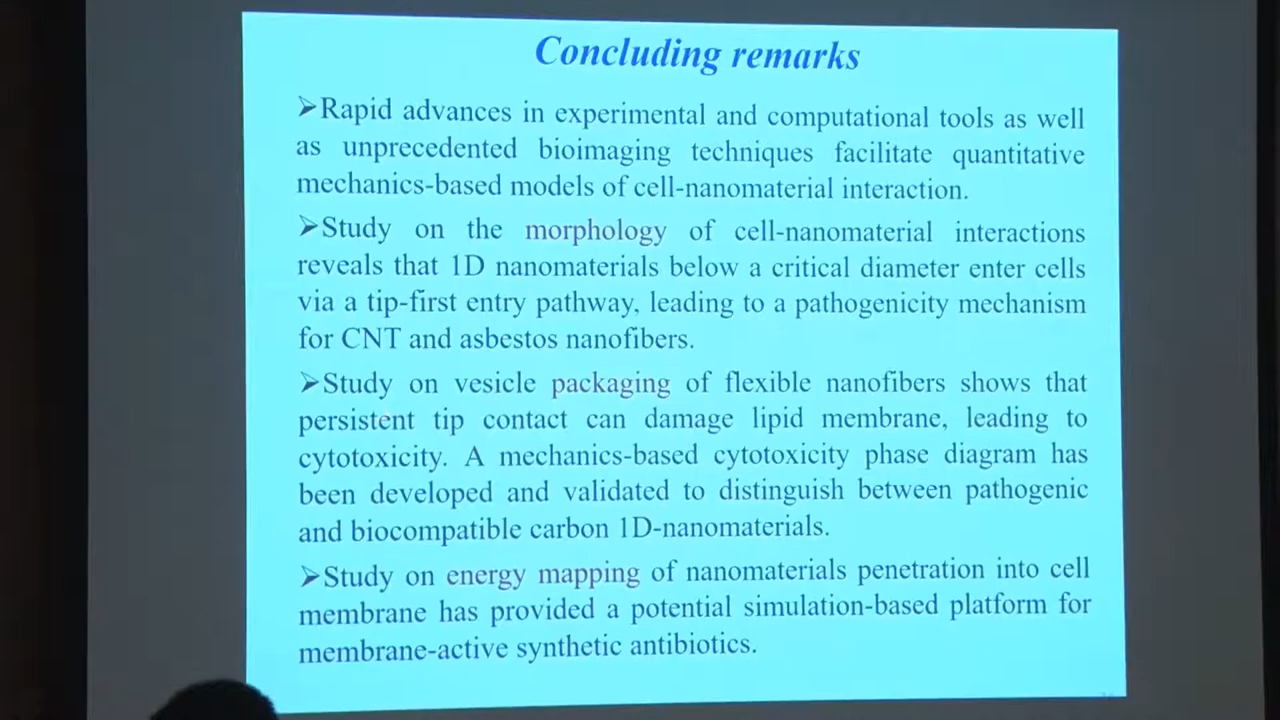 Concluding remarks
➢Rapid advances in experimental and computational tools as well
as unprecedented bioimaging techniques facilitate quantitative
mechanics-based models of cell-nanomaterial interaction.
➢Study on the morphology of cell-nanomaterial interactions
reveals that 1D nanomaterials below a critical diameter enter cells
via a tip-first entry pathway, leading to a pathogenicity mechanism
for CNT and asbestos nanofibers.
➢Study on vesicle packaging of flexible nanofibers shows that
persistent tip contact can damage lipid membrane, leading to
cytotoxicity. A mechanics-based cytotoxicity phase diagram has
been developed and validated to distinguish between pathogenic
and biocompatible carbon 1D-nanomaterials.
➢Study on energy mapping of nanomaterials penetration into cell
membrane has provided a potential simulation-based platform for
membrane-active synthetic antibiotics.